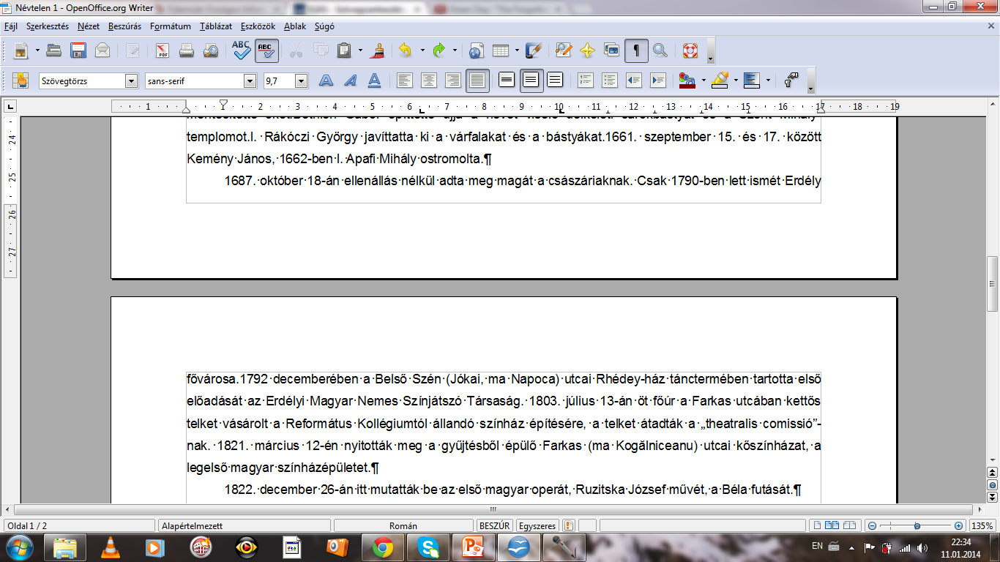 Névtelen 1 - OpenOffice.org Writer
Fájl Szerkesztés Nézet Beszúrás Formátum Táblázat Eszközök Ablak Súgó
Szövegtörzs sans-serif 9,7
1 1 2 3 4 5 6 7 8 9 10 11 12 13 14 15 16 17 18 19
templomot.I. Rákóczi György javíttatta ki a várfalakat és a bástyákat.1661. szeptember 15. és 17. között
Kemény János, 1662-ben I. Apafi Mihály ostromolta.¶
1687. október 18-án ellenállás nélkül adta meg magát a császáriaknak. Csak 1790-ben lett ismét Erdély
24
25
26
27
fővárosa.1792 decemberében a Belső Szén (Jókai, ma Napoca) utcai Rhédey-ház tánctermében tartotta első
előadását az Erdélyi Magyar Nemes Színjátszó Társaság. 1803. július 13-án öt főúr a Farkas utcában kettős
telket vásárolt a Református Kollégiumtól állandó színház építésére, a telket átadták a „theatralis comissió”-
nak. 1821. március 12-én nyitották meg a gyűjtésből épülő Farkas (ma Kogălniceanu) utcai kőszínházat, a
legelső magyar színházépületet.¶
1822. december 26-án itt mutatták be az első magyar operát, Ruzitska József művét, a Béla futását.¶
Oldal 1 / 2 Alapértelmezett Román BESZÚR Egyszeres 135%
EN 22:34
11.01.2014